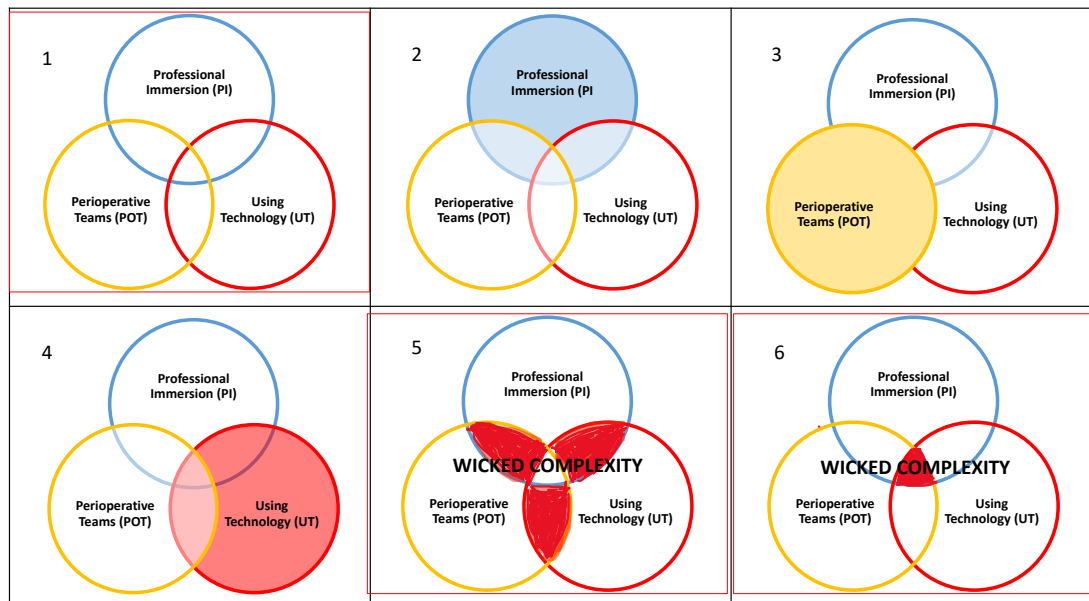 1
Professional
Immersion (PI)
Perioperative
Teams (POT)
Using
Technology (UT)
2
Professional
Immersion (PI
Perioperative
Teams (POT)
Using
Technology (UT)
3
Professional
Immersion (PI)
Perioperative
Teams (POT)
Using
Technology (UT)
4
Professional
Immersion (PI)
Perioperative
Teams (POT)
Using
Technology (UT)
5
Professional
Immersion (PI)
WICKED COMPLEXITY
Perioperative
Teams (POT)
Using
Technology (UT)
6
Professional
Immersion (PI)
WICKED COMPLEXITY
Perioperative
Teams (POT)
Using
Technology (UT)